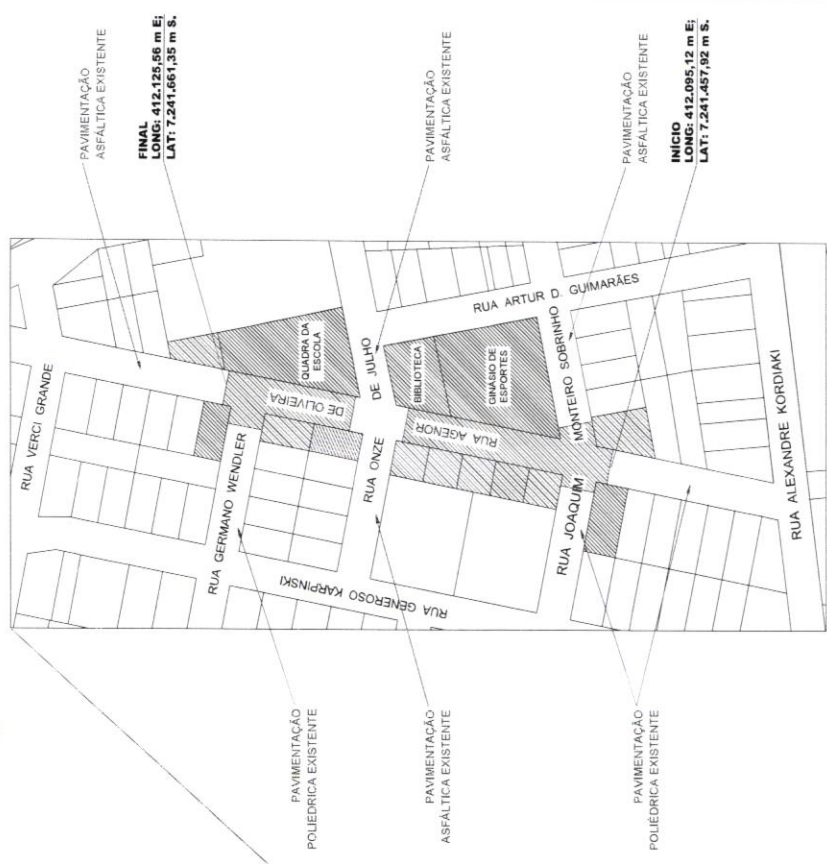 PAVIMENTAÇÃO
ASFÁLTICA EXISTENTE
FINAL
LONG: 412.125,56 m E;
LAT: 7.241.661,35 m S.
PAVIMENTAÇÃO
ASFÁLTICA EXISTENTE
PAVIMENTAÇÃO
ASFÁLTICA EXISTENTE
INÍCIO
LONG: 412.095,12 m E;
LAT: 7.241.457,92 m S.
RUA VERCI GRANDE
RUA GERMANO WENDLER
QUADRA DA
ESCOLA
DE OLIVEIRA
RUA ONZE
DE JULHO
BIBLIOTECA
RUA AGENOR
GINÁSIO DE
ESPORTES
RUA ARTUR D. GUIMARÃES
RUA JOAQUIM
MONTEIRO SOBRINHO
RUA GENEROSO KARPINSKI
RUA ALEXANDRE KORDIAKI
PAVIMENTAÇÃO
POLIÉDRICA EXISTENTE
PAVIMENTAÇÃO
ASFÁLTICA EXISTENTE
PAVIMENTAÇÃO
POLIÉDRICA EXISTENTE